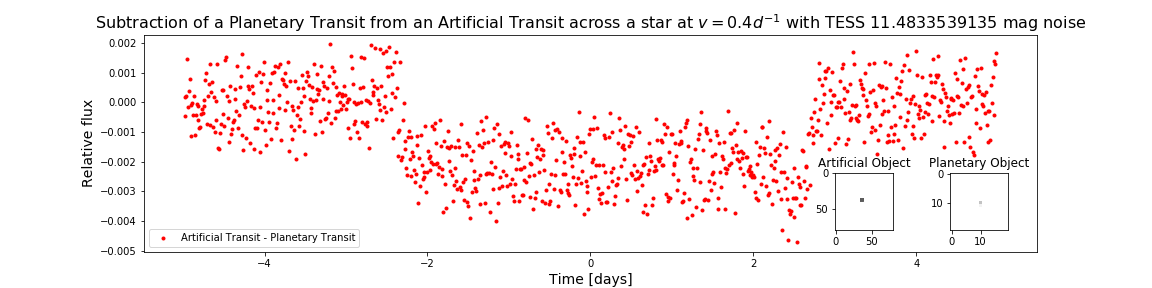 Subtraction of a Planetary Transit from an Artificial Transit across a star at v = 0.4d⁻¹ with TESS 11.4833539135 mag noise
Relative flux
0.002
0.001
0.000
−0.001
−0.002
−0.003
−0.004
−0.005
Artificial Transit - Planetary Transit
Artificial Object
0
50
0 50
Planetary Object
0
10
0 10
−4 −2 0 2 4
Time [days]